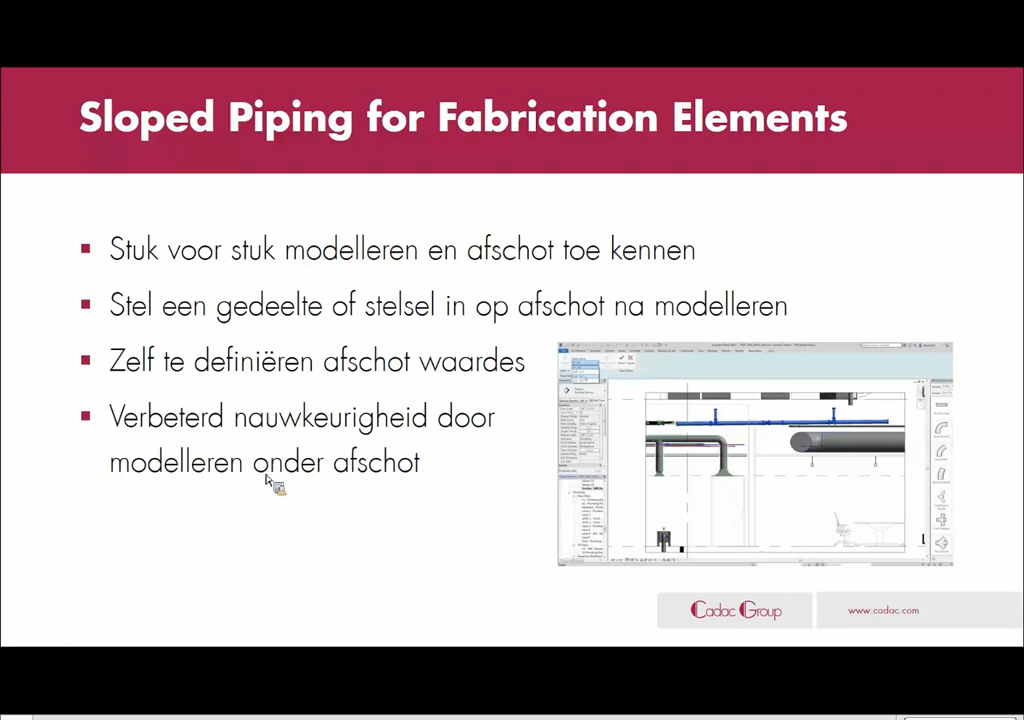 Sloped Piping for Fabrication Elements
Stuk voor stuk modelleren en afschot toe kennen
Stel een gedeelte of stelsel in op afschot na modelleren
Zelf te definiëren afschot waardes
Verbeterd nauwkeurigheid door
modelleren onder afschot
Cadac Group
www.cadac.com